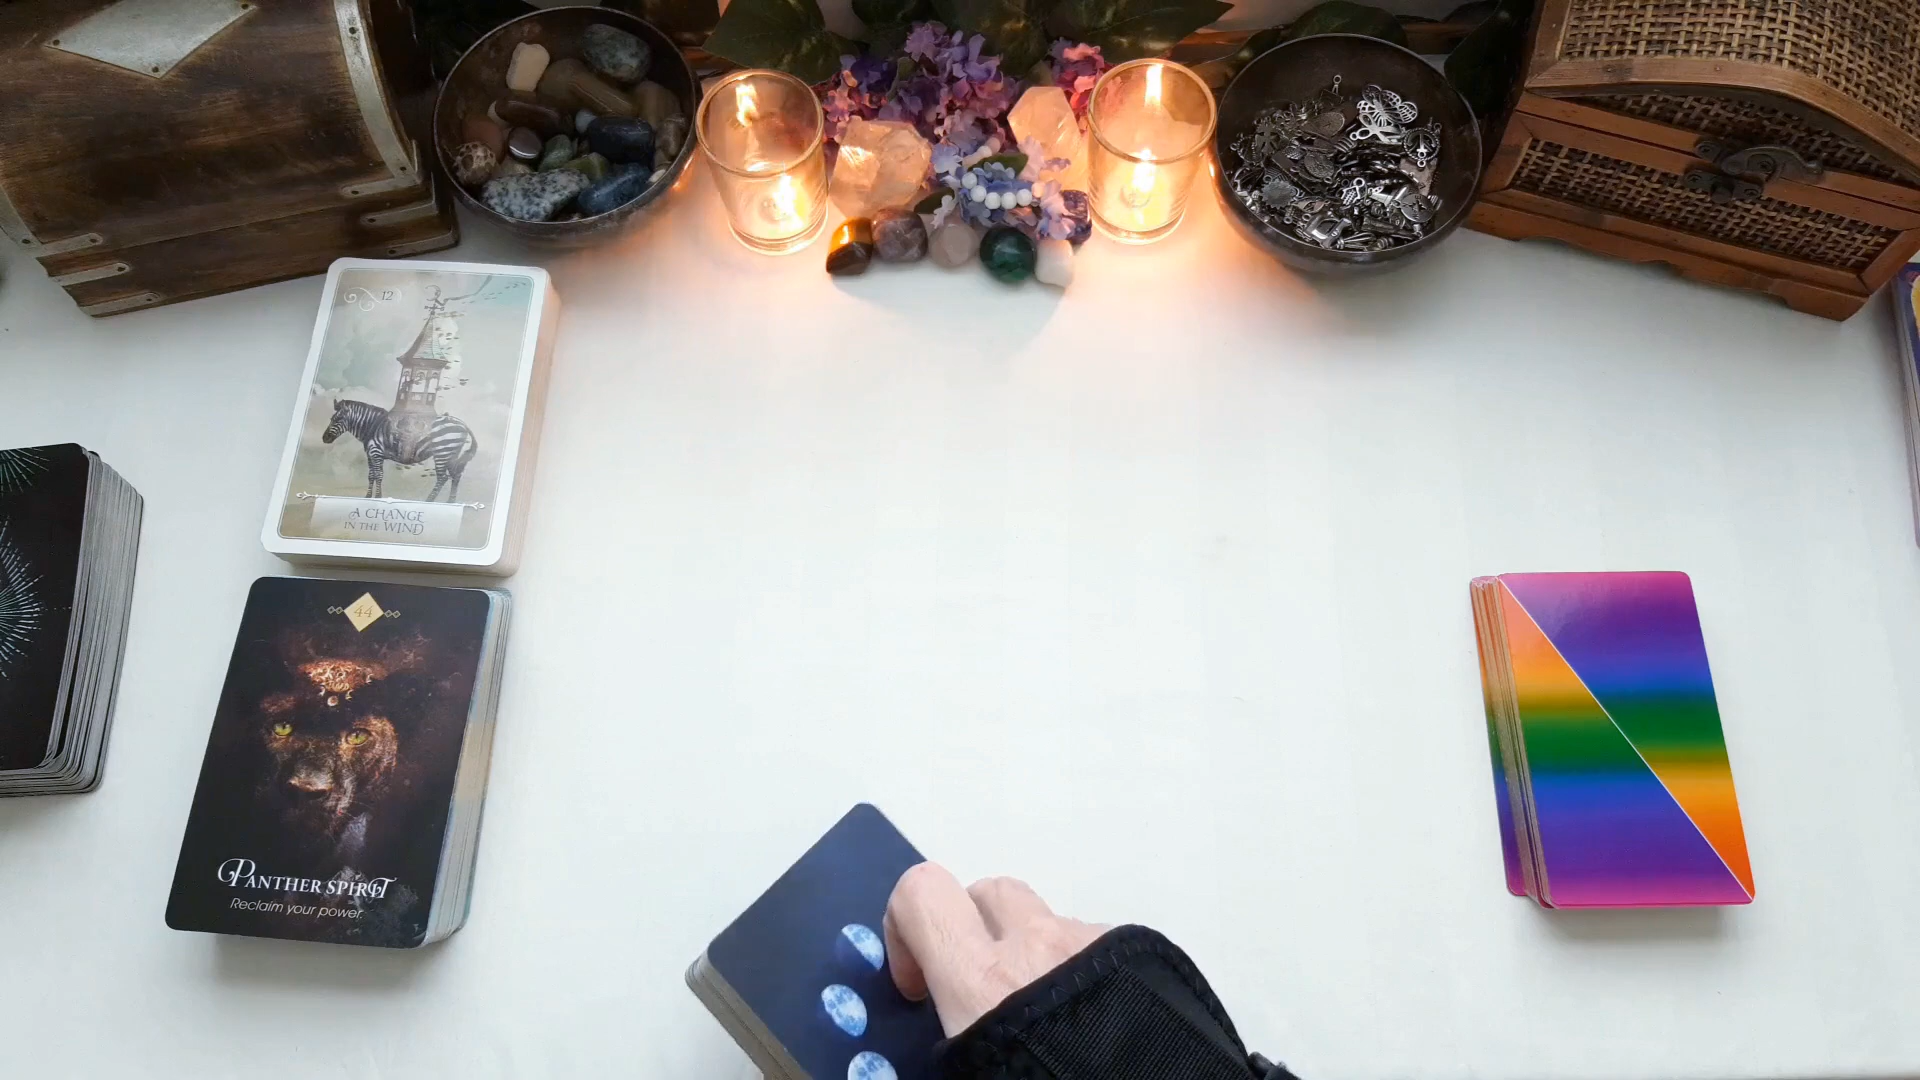 12
A CHANGE
IN THE WIND
44
PANTHER SPIRIT
Reclaim your power.